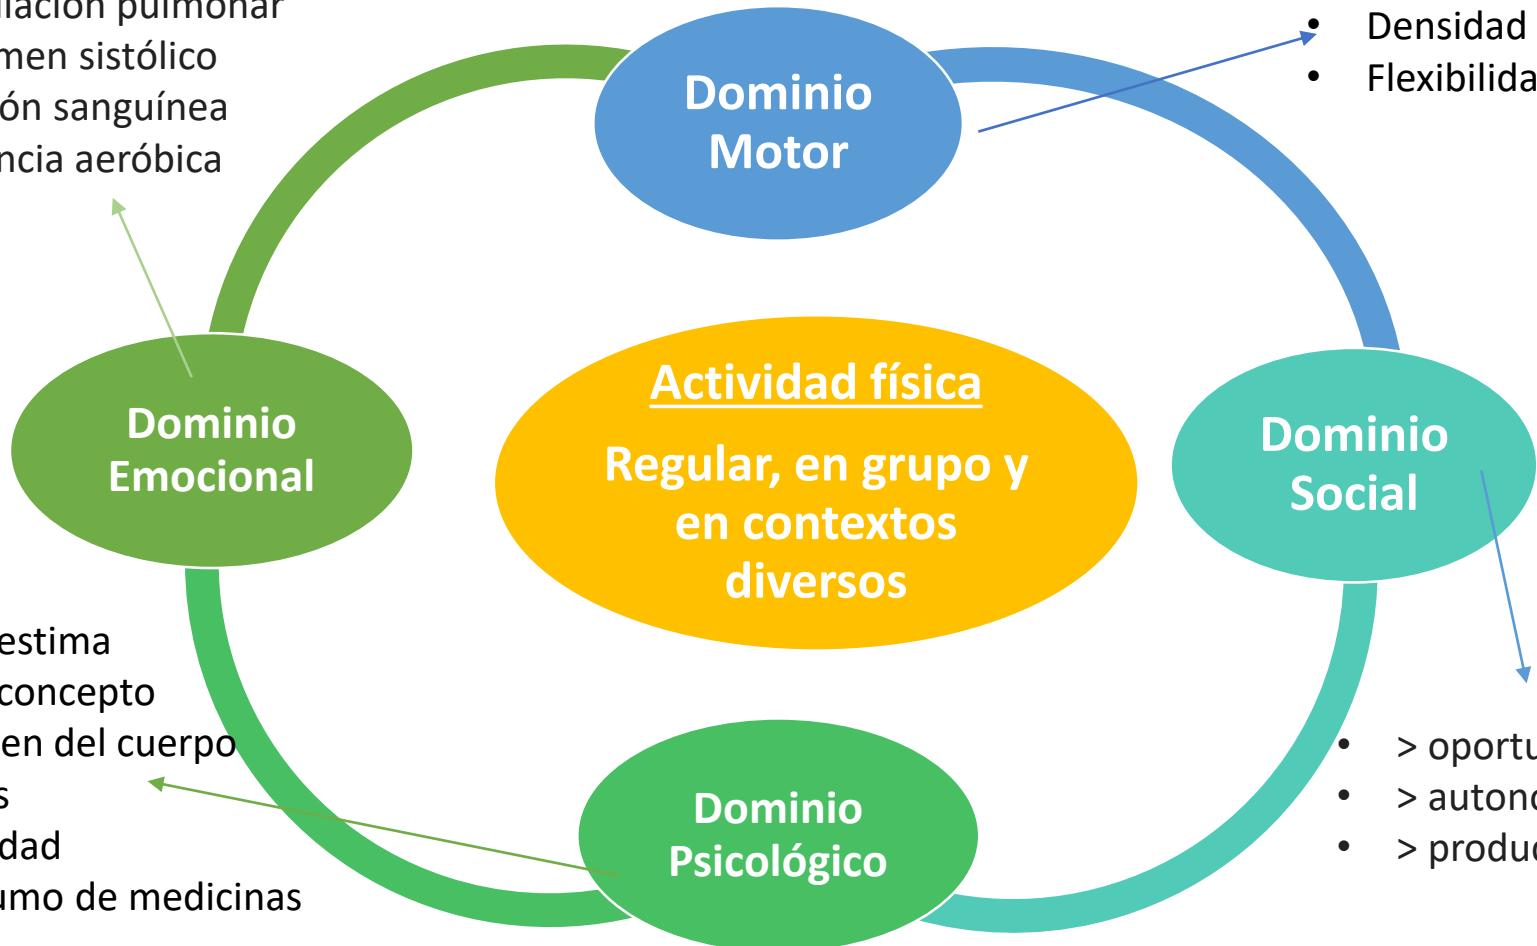 ilación pulmonar
men sistólico
ón sanguínea
ncia aeróbica
Dominio
Motor
• Densidad
• Flexibilida
Dominio
Emocional
Actividad física
Regular, en grupo y
en contextos
diversos
Dominio
Social
estima
concepto
en del cuerpo
s
dad
umo de medicinas
Dominio
Psicológico
• > oportu
• > autono
• > produc